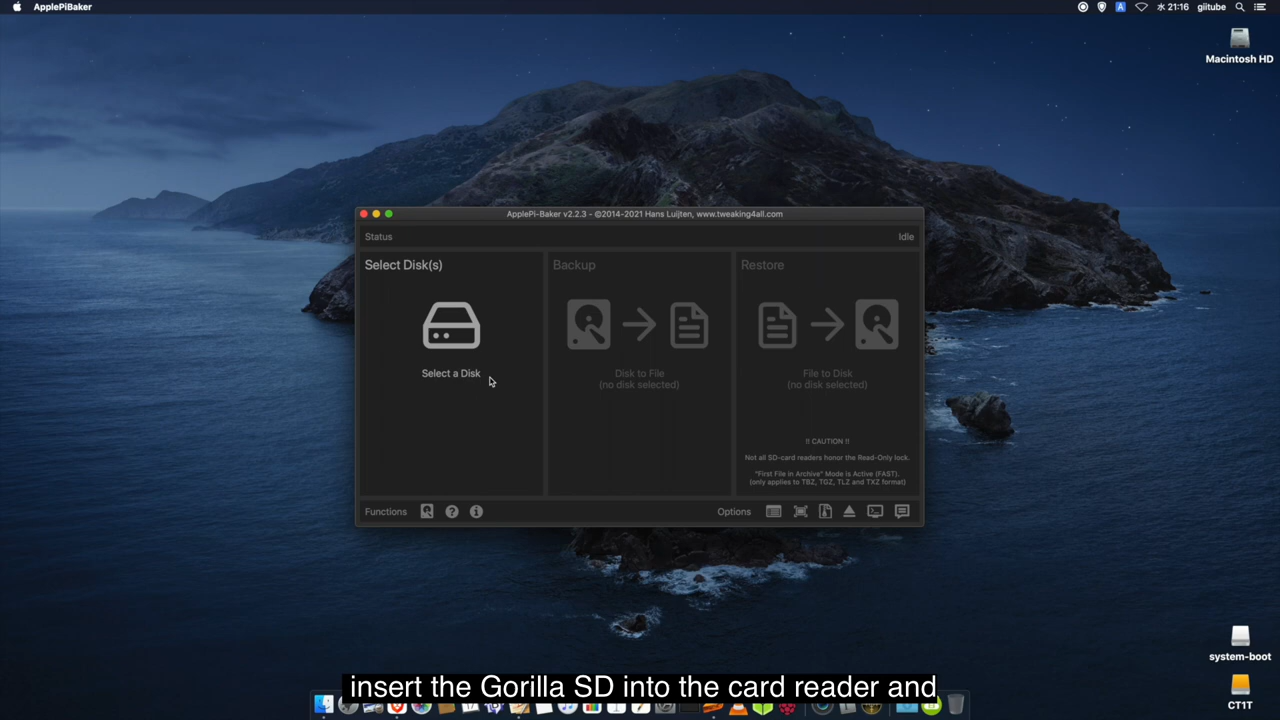 ApplePiBaker
A
水 21:16
giitube
Macintosh HD
ApplePi-Baker v2.2.3 - ©2014-2021 Hans Luijten, www.tweaking4all.com
Status
Idle
Select Disk(s)
Backup
Restore
Select a Disk
Disk to File
(no disk selected)
File to Disk
(no disk selected)
!! CAUTION !!
Not all SD-card readers honor the Read-Only lock.
"First File in Archive" Mode is Active (FAST).
(only applies to TBZ, TGZ, TLZ and TXZ format)
Functions
Options
system-boot
CT1T
insert the Gorilla SD into the card reader and